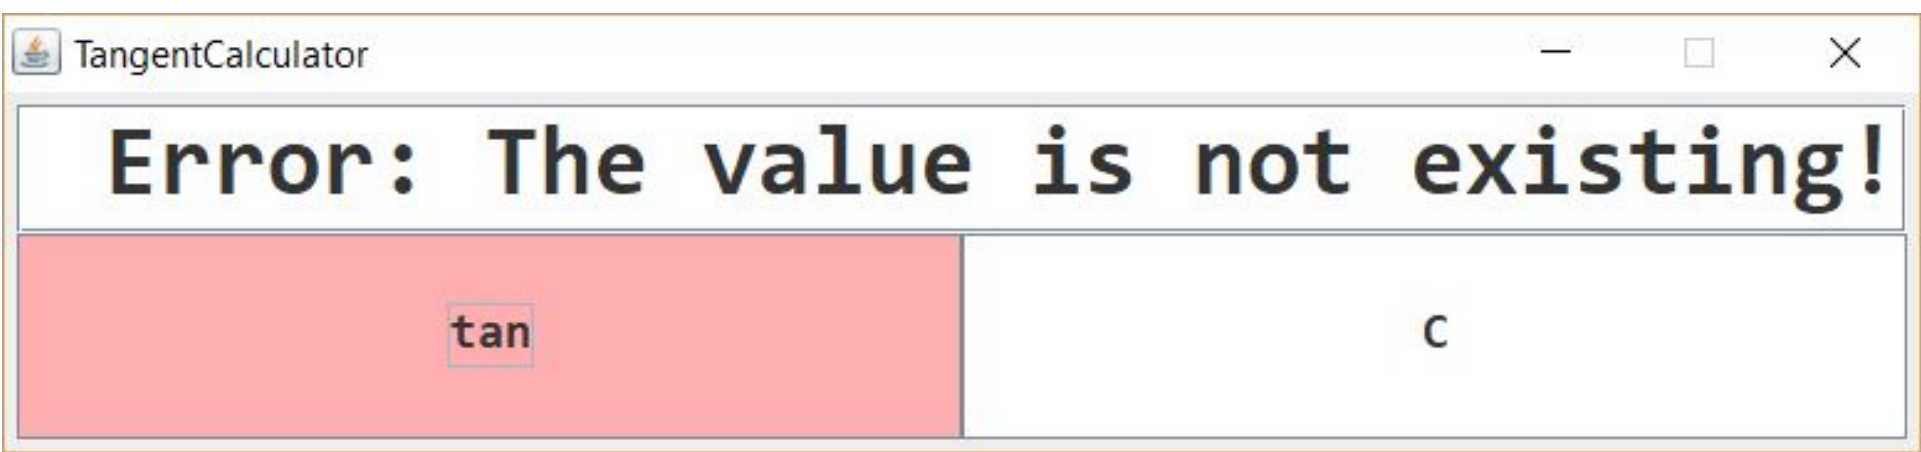 TangentCalculator
Error: The value is not existing!
tan C